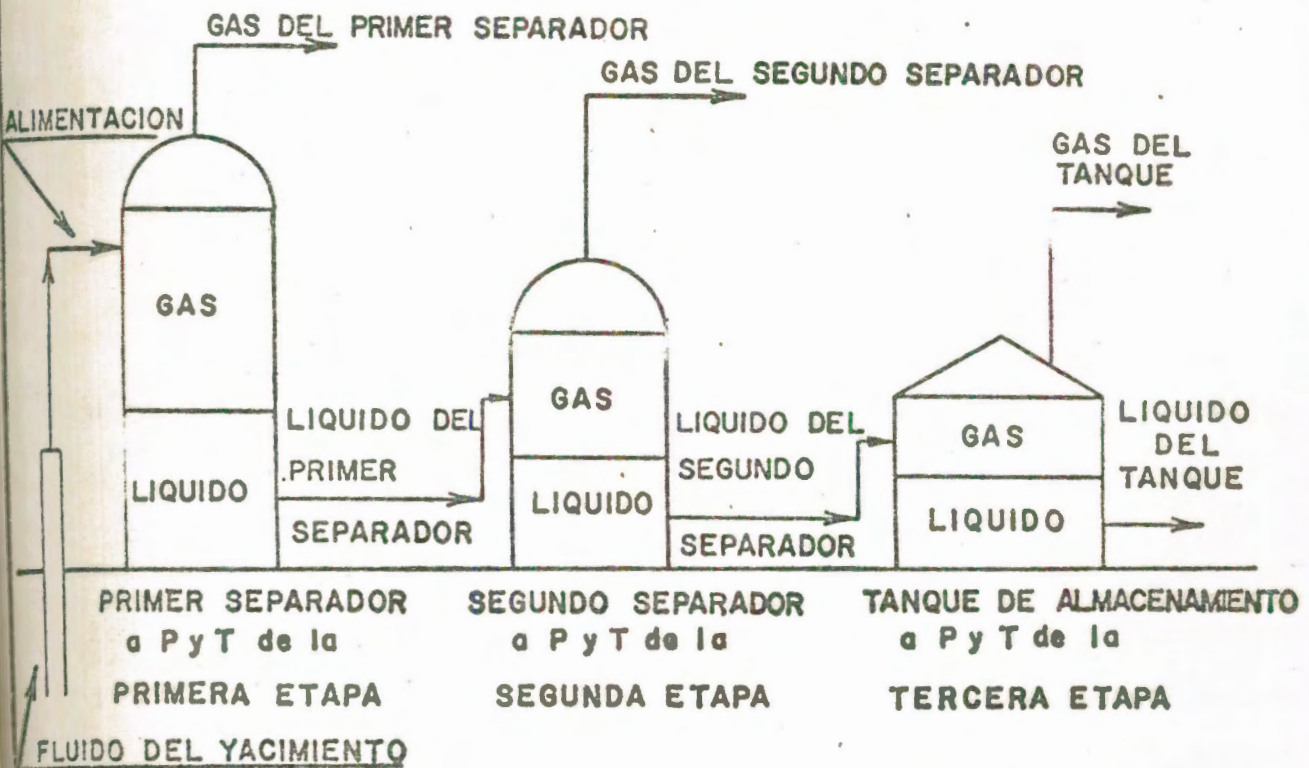 GAS DEL PRIMER SEPARADOR
GAS DEL SEGUNDO SEPARADOR
ALIMENTACION
GAS DEL
TANQUE
GAS
LIQUIDO
LIQUIDO DEL
.PRIMER
SEPARADOR
GAS
LIQUIDO
LIQUIDO DEL
SEGUNDO
SEPARADOR
GAS
LIQUIDO
LIQUIDO
DEL
TANQUE
PRIMER SEPARADOR
a P y T de la
PRIMERA ETAPA
SEGUNDO SEPARADOR
a P y T de la
SEGUNDA ETAPA
TANQUE DE ALMACENAMIENTO
a P y T de la
TERCERA ETAPA
FLUIDO DEL YACIMIENTO